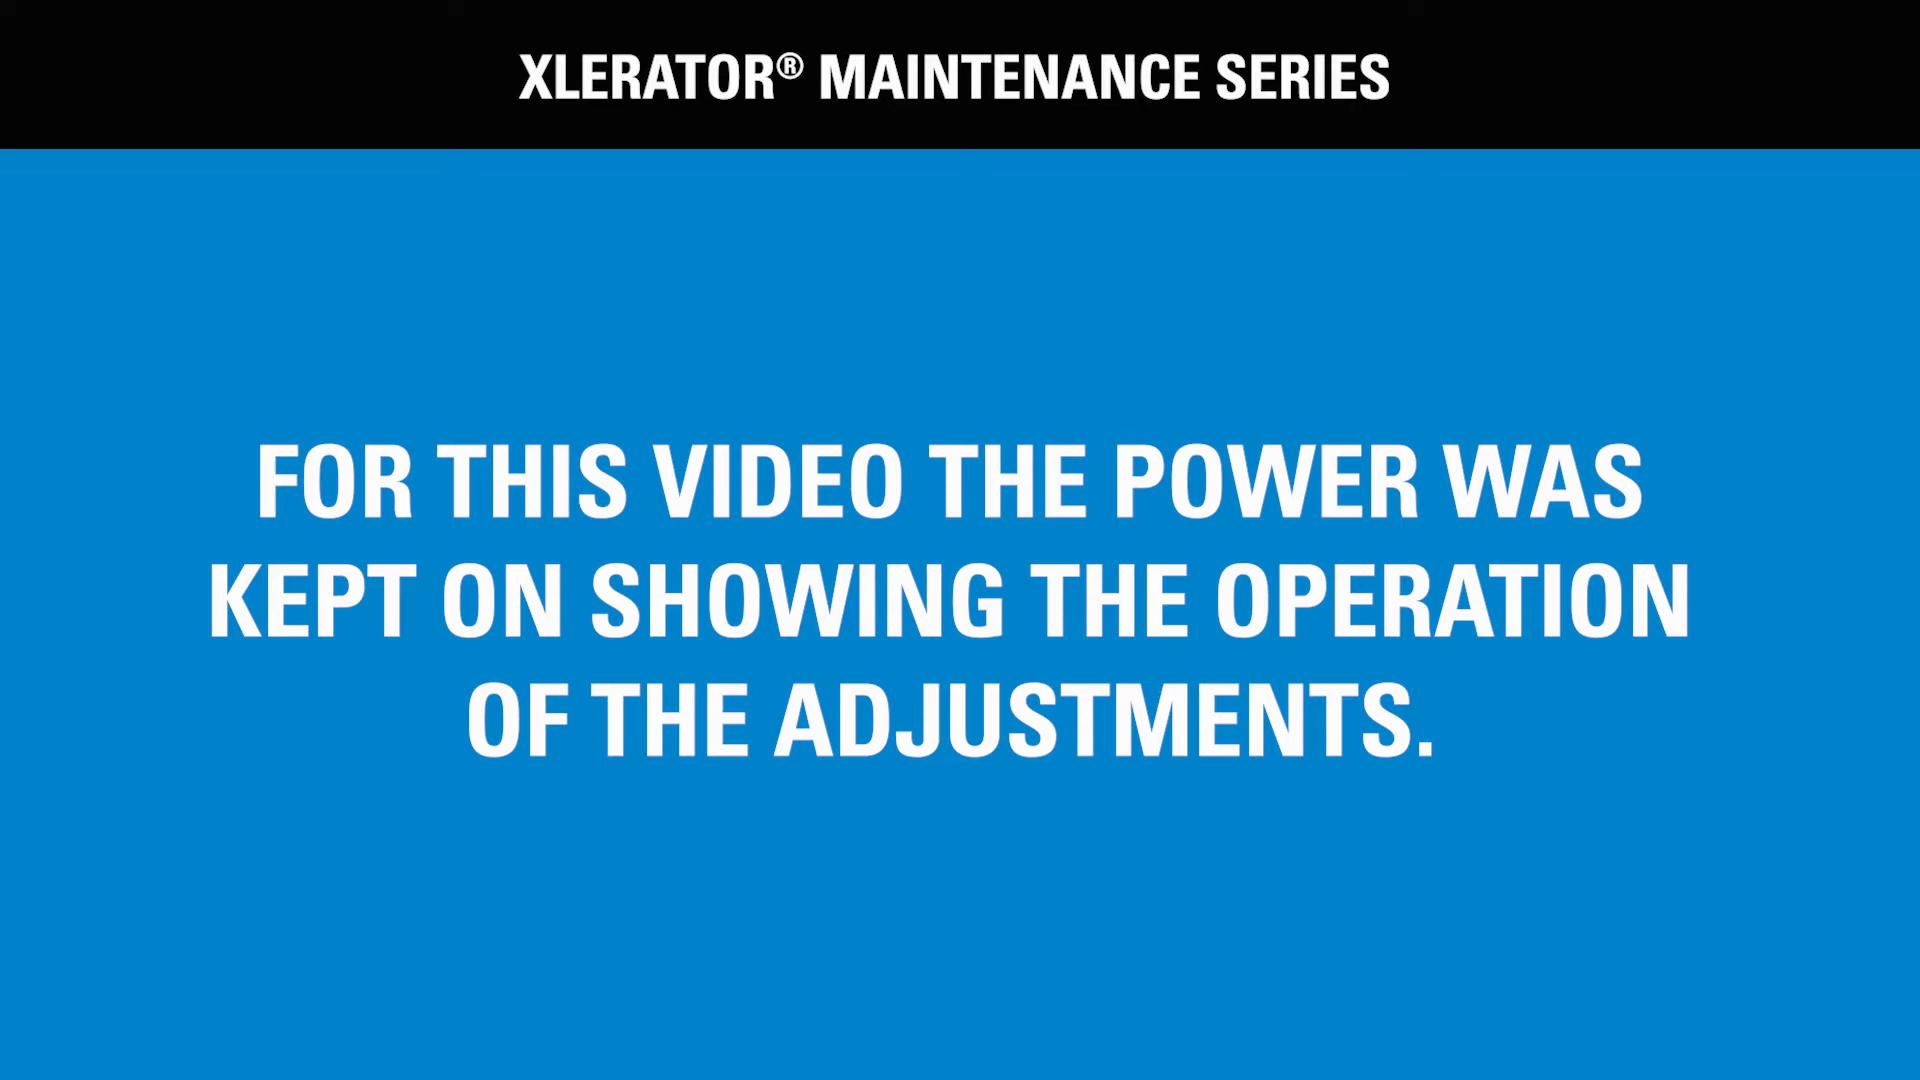 XLERATOR® MAINTENANCE SERIES
FOR THIS VIDEO THE POWER WAS
KEPT ON SHOWING THE OPERATION
OF THE ADJUSTMENTS.